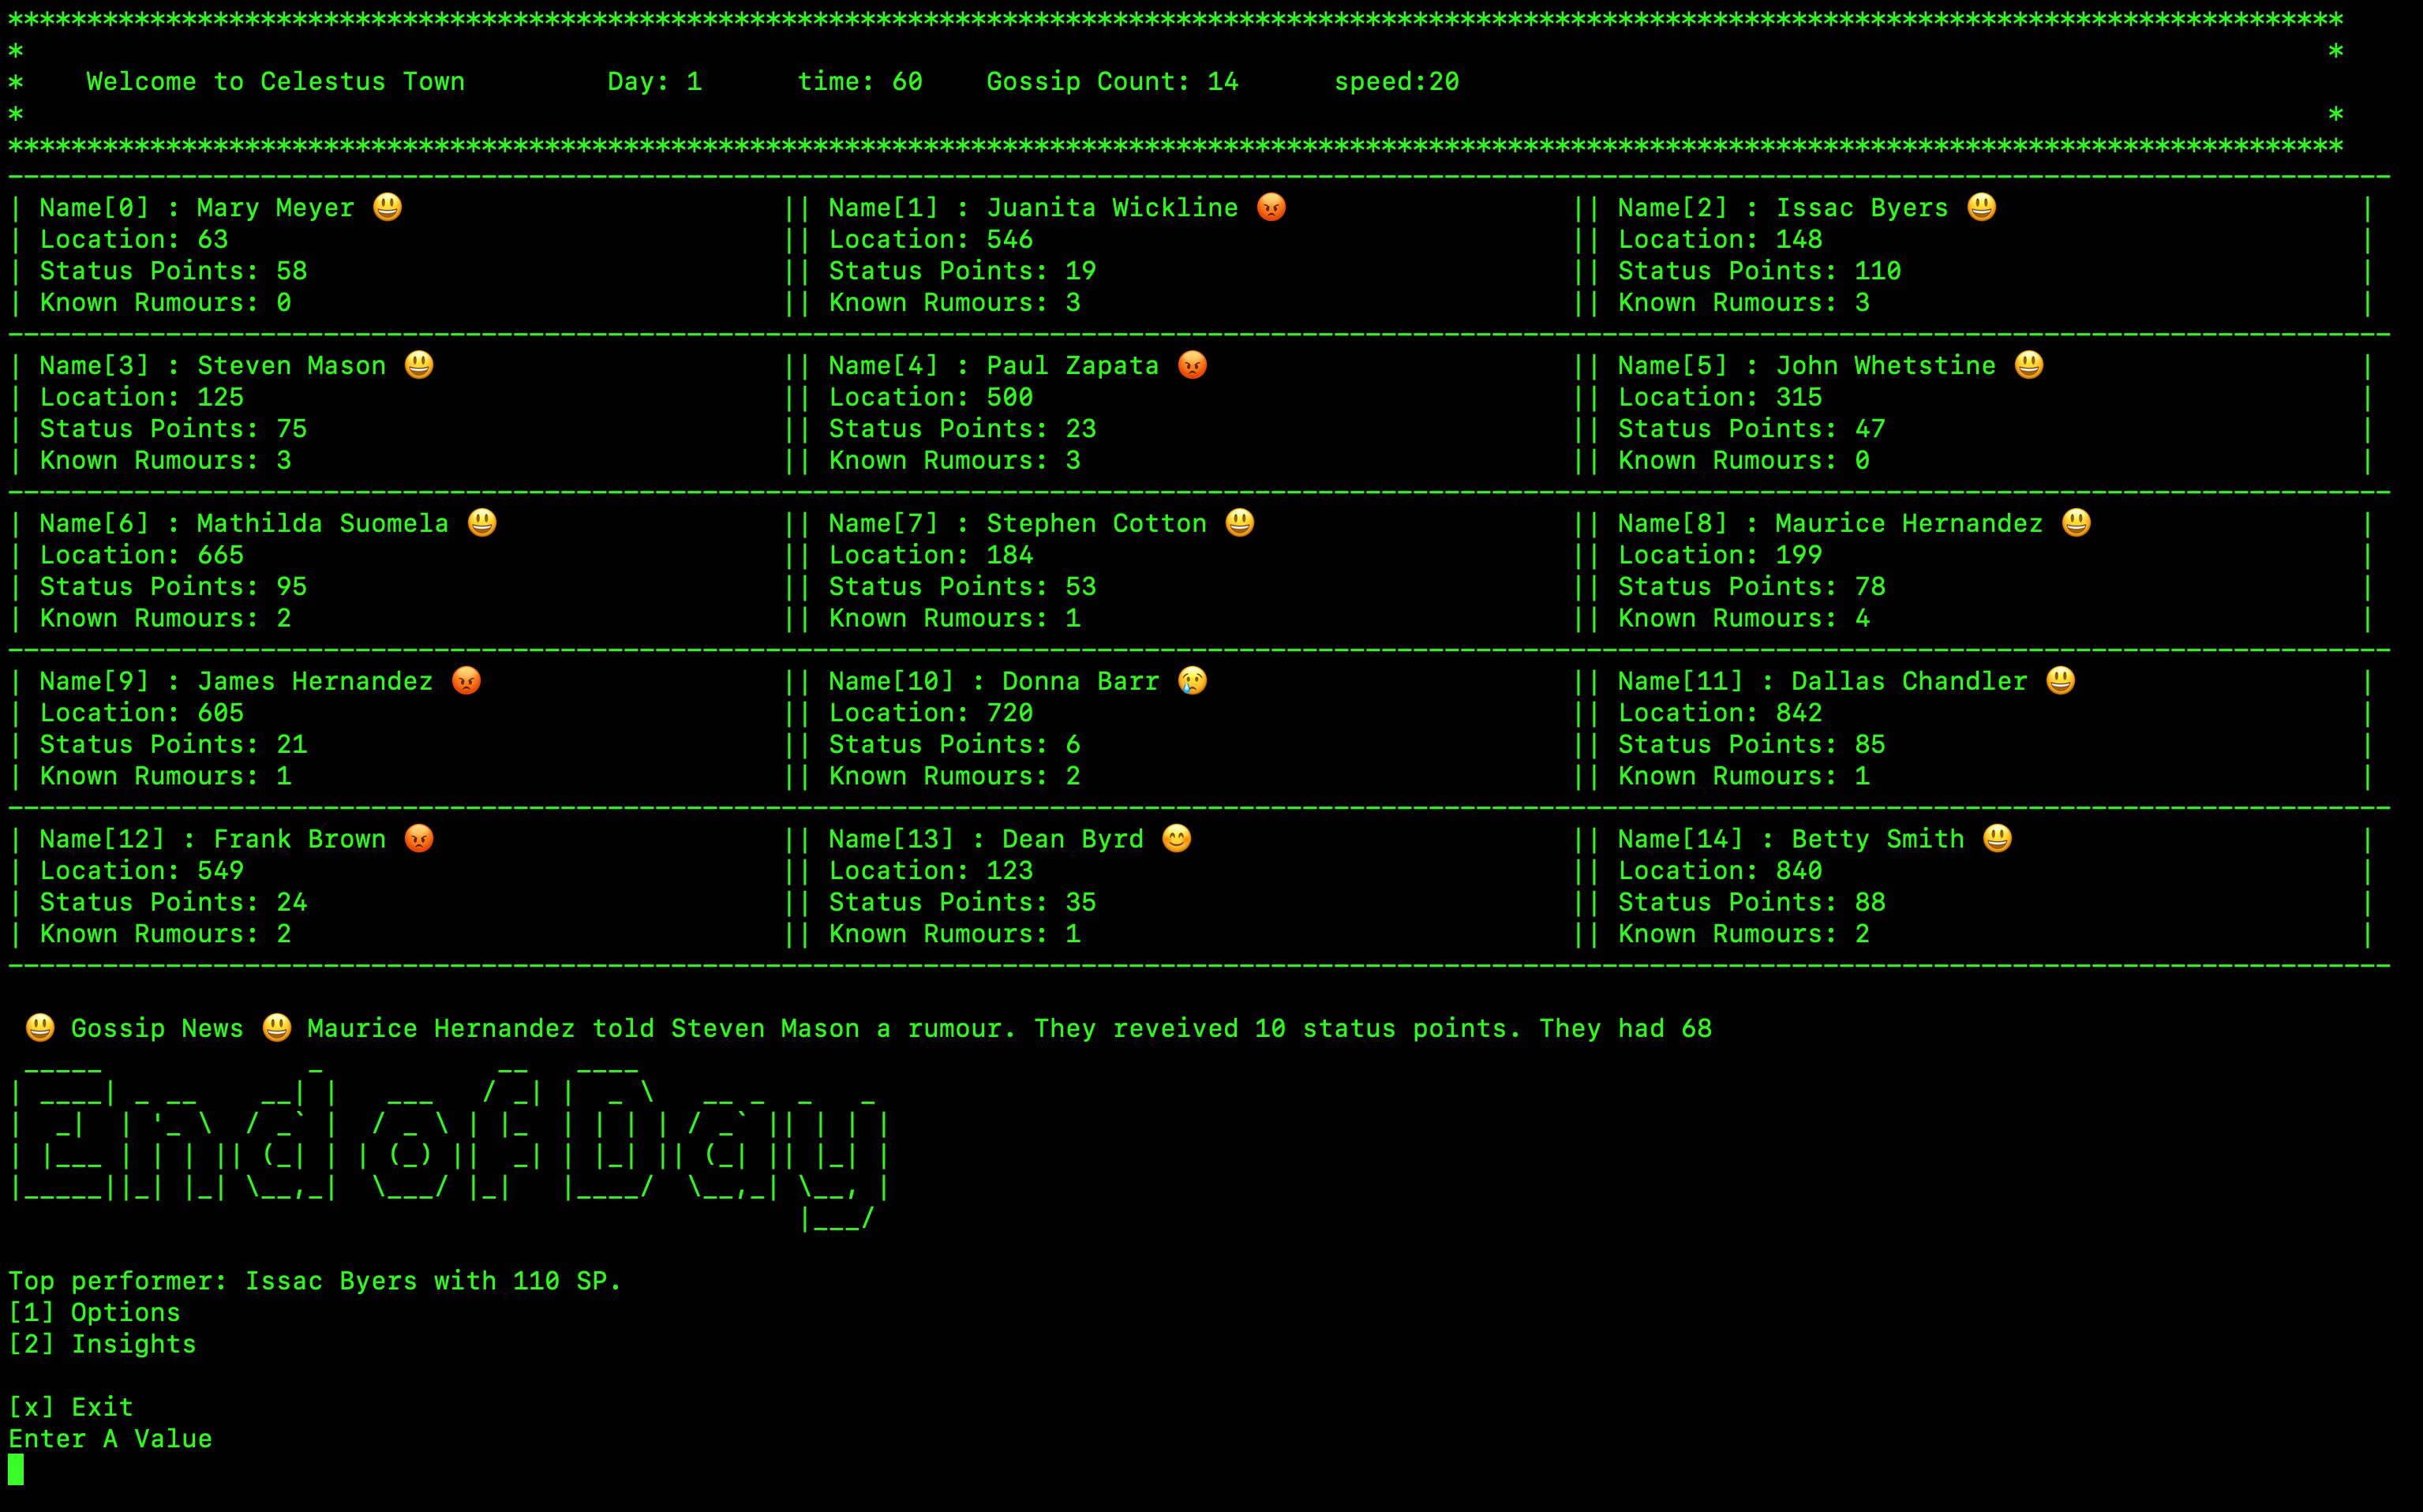 ****************************************************************************************************************************************************
* *
* Welcome to Celestus Town Day: 1 time: 60 Gossip Count: 14 speed:20
* *
****************************************************************************************************************************************************
| Name[0] : Mary Meyer 😃 || Name[1] : Juanita Wickline 😡 || Name[2] : Issac Byers 😃 |
| Location: 63 || Location: 546 || Location: 148 |
| Status Points: 58 || Status Points: 19 || Status Points: 110 |
| Known Rumours: 0 || Known Rumours: 3 || Known Rumours: 3 |
| Name[3] : Steven Mason 😃 || Name[4] : Paul Zapata 😡 || Name[5] : John Whetstine 😃 |
| Location: 125 || Location: 500 || Location: 315 |
| Status Points: 75 || Status Points: 23 || Status Points: 47 |
| Known Rumours: 3 || Known Rumours: 3 || Known Rumours: 0 |
| Name[6] : Mathilda Suomela 😃 || Name[7] : Stephen Cotton 😃 || Name[8] : Maurice Hernandez 😃 |
| Location: 665 || Location: 184 || Location: 199 |
| Status Points: 95 || Status Points: 53 || Status Points: 78 |
| Known Rumours: 2 || Known Rumours: 1 || Known Rumours: 4 |
| Name[9] : James Hernandez 😡 || Name[10] : Donna Barr 😢 || Name[11] : Dallas Chandler 😃 |
| Location: 605 || Location: 720 || Location: 842 |
| Status Points: 21 || Status Points: 6 || Status Points: 85 |
| Known Rumours: 1 || Known Rumours: 2 || Known Rumours: 1 |
| Name[12] : Frank Brown 😡 || Name[13] : Dean Byrd 😊 || Name[14] : Betty Smith 😃 |
| Location: 549 || Location: 123 || Location: 840 |
| Status Points: 24 || Status Points: 35 || Status Points: 88 |
| Known Rumours: 2 || Known Rumours: 1 || Known Rumours: 2 |
😃 Gossip News 😃 Maurice Hernandez told Steven Mason a rumour. They reveived 10 status points. They had 68
End of Day
Top performer: Issac Byers with 110 SP.
[1] Options
[2] Insights
[x] Exit
Enter A Value